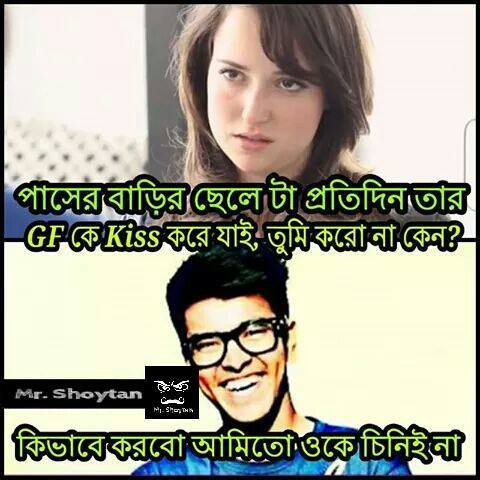 পাসের বাড়ির ছেলে টা প্রতিদিন তার
GF কে Kiss করে যাই, তুমি করো না কেন?
Mr. Shoytan
Mr. Shoytan
কিভাবে করবো আমিতো ওকে চিনিই না